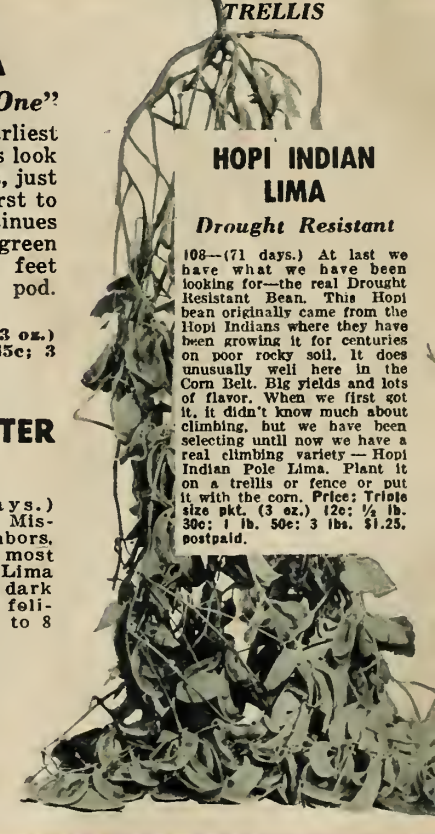 TRELLIS
A
One”
rliest
s look
, just
rst to
tinues
green
feet
pod.
3 oz.)
15c; 3
TER
ays.)
Mis-
bors.
most
Lima
dark
feli-
to 8
HOPI INDIAN
LIMA
Drought Resistant
108—(71 days.) At last we
have what we have been
looking for—the real Drought
Resistant Bean. This Hopi
bean originally came from the
Hopi Indians where they have
been growing it for centuries
on poor rocky soil. It does
unusually well here in the
Corn Belt. Big yields and lots
of flavor. When we first got
it, it didn't know much about
climbing, but we have been
selecting until now we have a
real climbing variety — Hopi
Indian Pole Lima. Plant it
on a trellis or fence or put
it with the corn. Price: Triple
size pkt. (3 oz.) 12c; ½ lb.
30c; 1 lb. 50c; 3 lbs. $1.25,
postpaid.